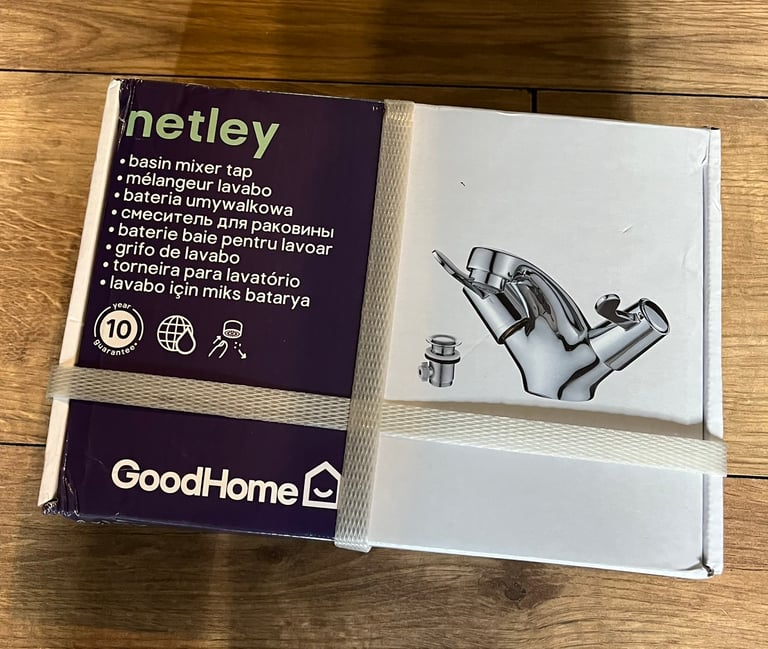 netley
• basin mixer tap
• mélangeur lavabo
• bateria umywalkowa
• смеситель для раковины
• baterie baie pentru lavoar
• grifo de lavabo
• torneira para lavatório
• lavabo için miks batarya
year
10
guarantee*
GoodHome